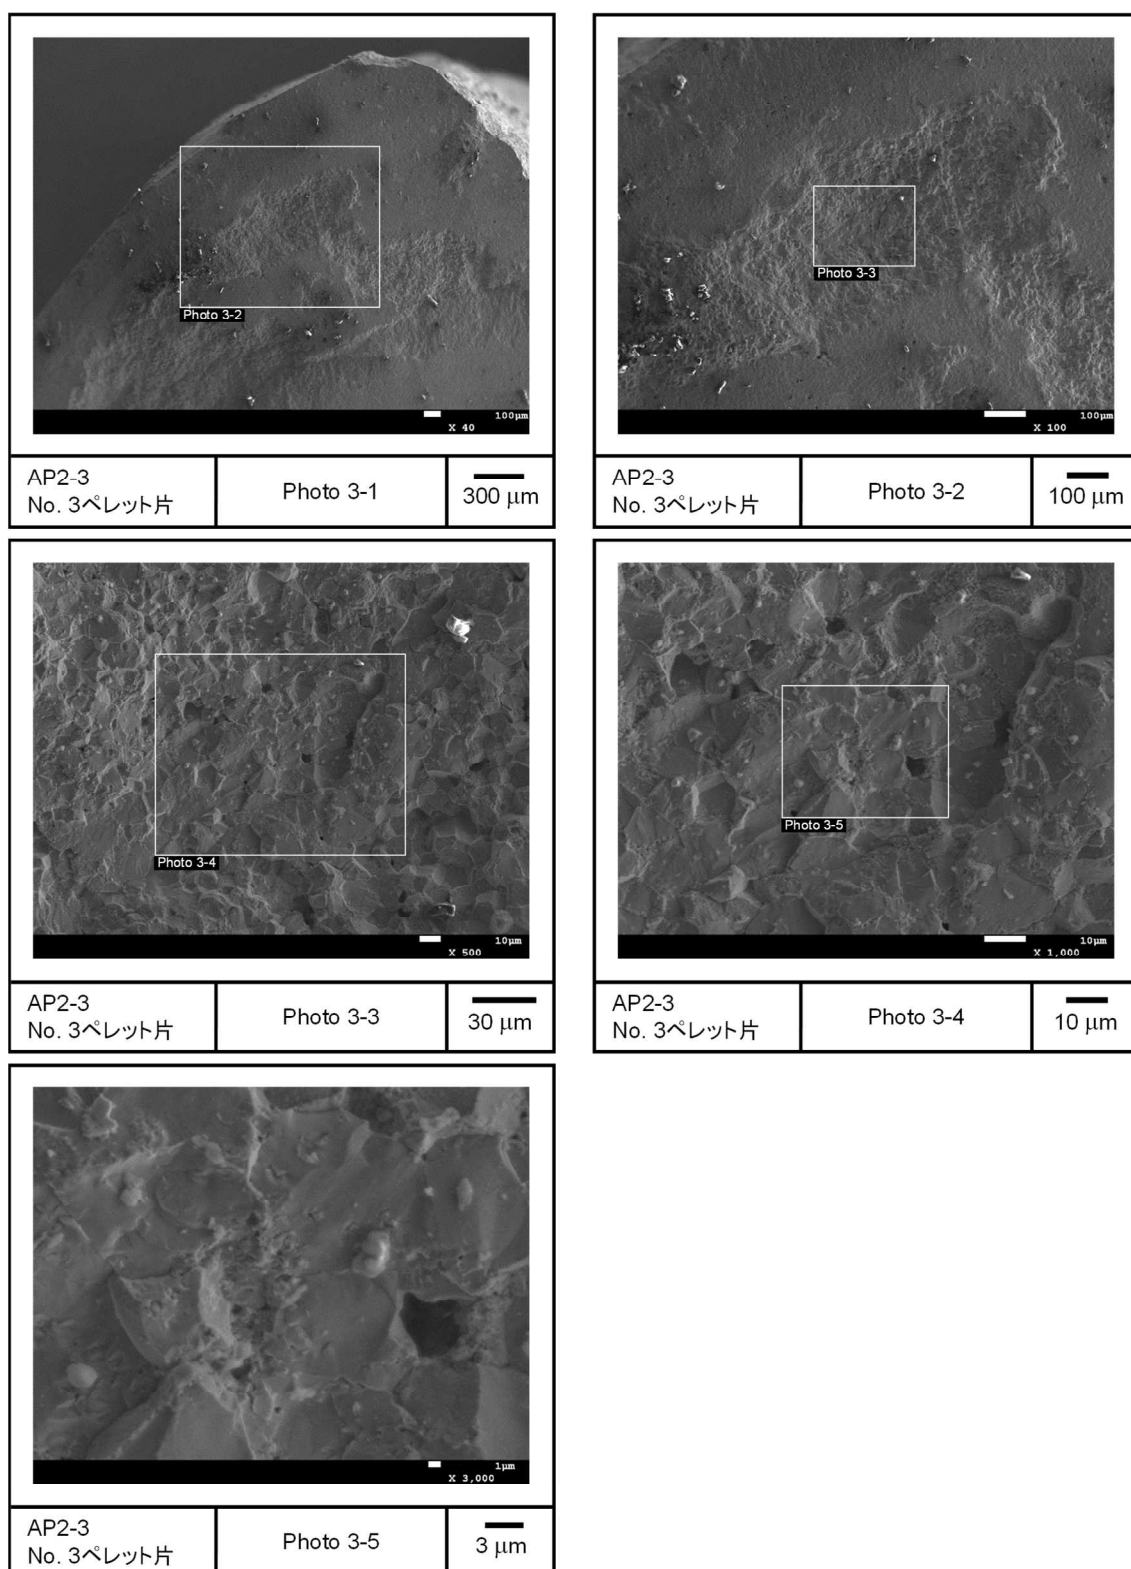 Photo 3-2
100μm
X 40
AP2-3
No. 3ペレット片
Photo 3-1
300 μm
Photo 3-3
100μm
X 100
AP2-3
No. 3ペレット片
Photo 3-2
100 μm
Photo 3-4
10μm
X 500
AP2-3
No. 3ペレット片
Photo 3-3
30 μm
Photo 3-5
10μm
X 1,000
AP2-3
No. 3ペレット片
Photo 3-4
10 μm
1μm
X 3,000
AP2-3
No. 3ペレット片
Photo 3-5
3 μm